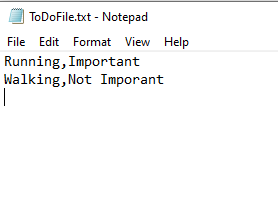 ToDoFile.txt - Notepad
File Edit Format View Help
Running,Important
Walking,Not Imporant